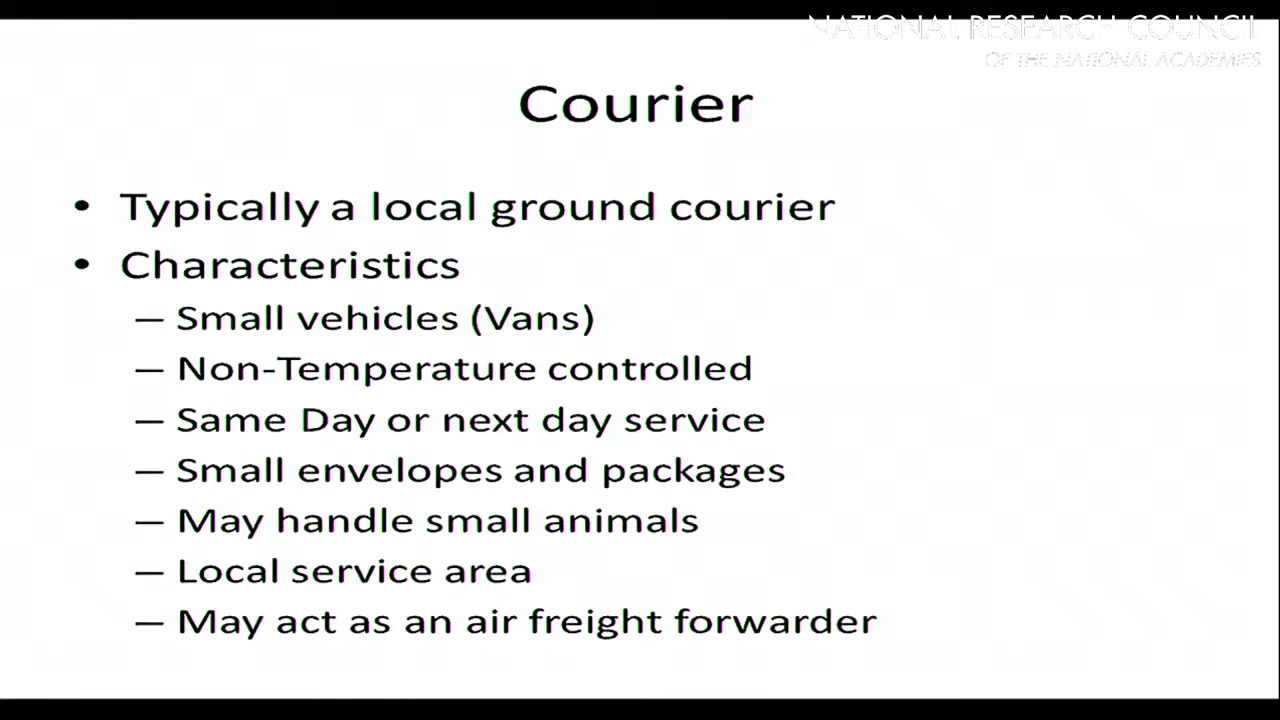 NATIONAL RESEARCH COUNCIL
OF THE NATIONAL ACADEMIES
Courier
• Typically a local ground courier
• Characteristics
– Small vehicles (Vans)
– Non-Temperature controlled
– Same Day or next day service
– Small envelopes and packages
– May handle small animals
– Local service area
– May act as an air freight forwarder